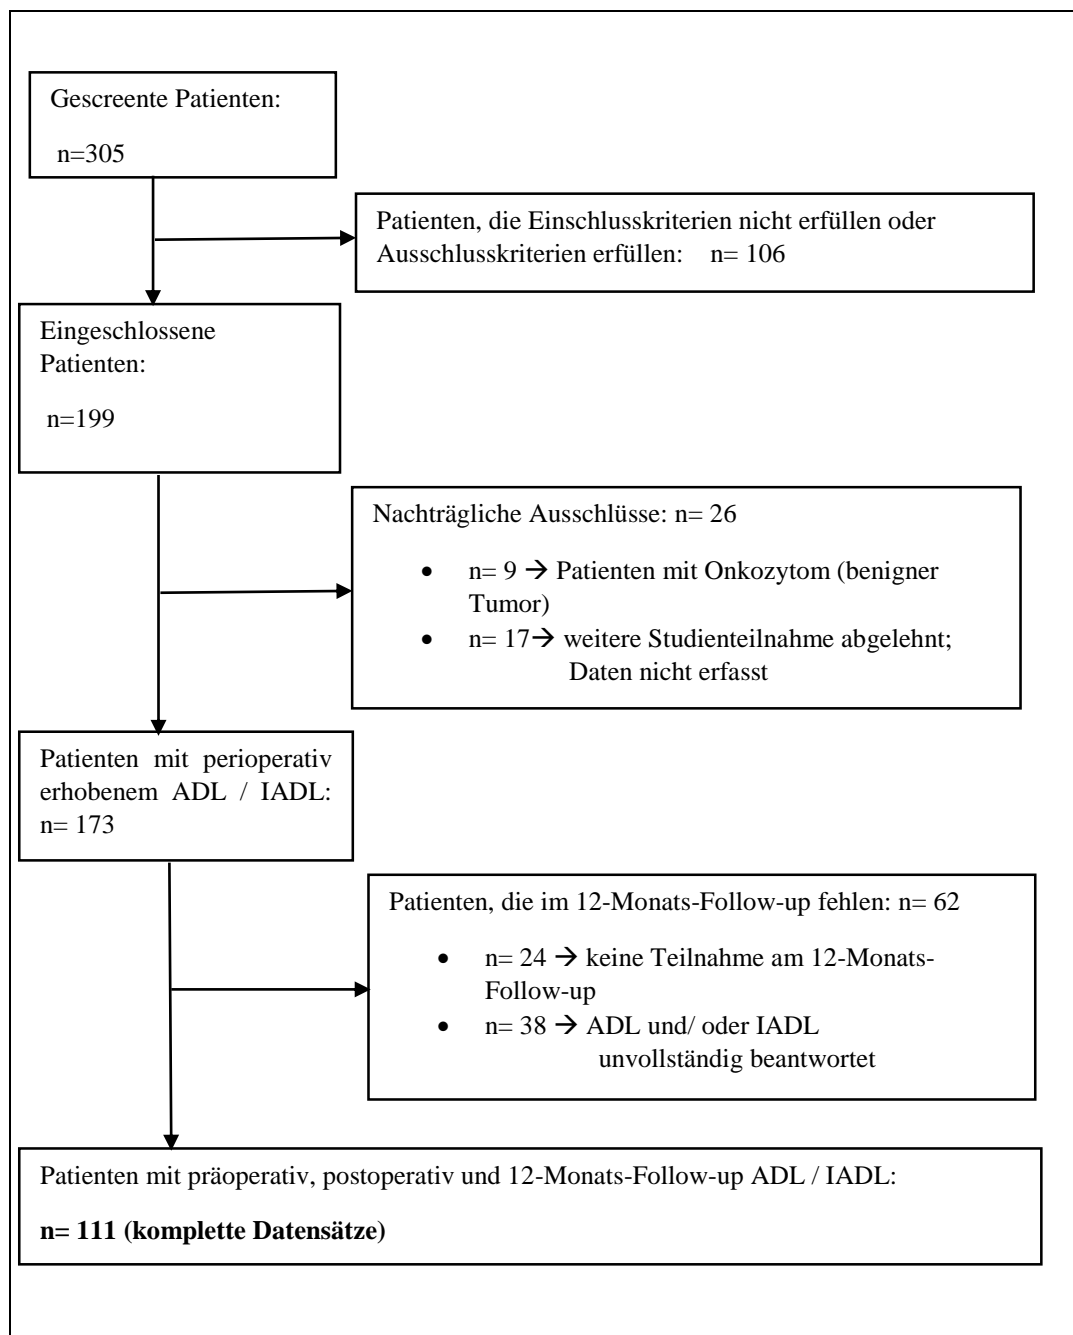 Gescreente Patienten:
n=305
Patienten, die Einschlusskriterien nicht erfüllen oder
Ausschlusskriterien erfüllen: n= 106
Eingeschlossene
Patienten:
n=199
Nachträgliche Ausschlüsse: n= 26
• n= 9 → Patienten mit Onkozytom (benigner
Tumor)
• n= 17→ weitere Studienteilnahme abgelehnt;
Daten nicht erfasst
Patienten mit perioperativ
erhobenem ADL / IADL:
n= 173
Patienten, die im 12-Monats-Follow-up fehlen: n= 62
• n= 24 → keine Teilnahme am 12-Monats-
Follow-up
• n= 38 → ADL und/ oder IADL
unvollständig beantwortet
Patienten mit präoperativ, postoperativ und 12-Monats-Follow-up ADL / IADL:
n= 111 (komplette Datensätze)